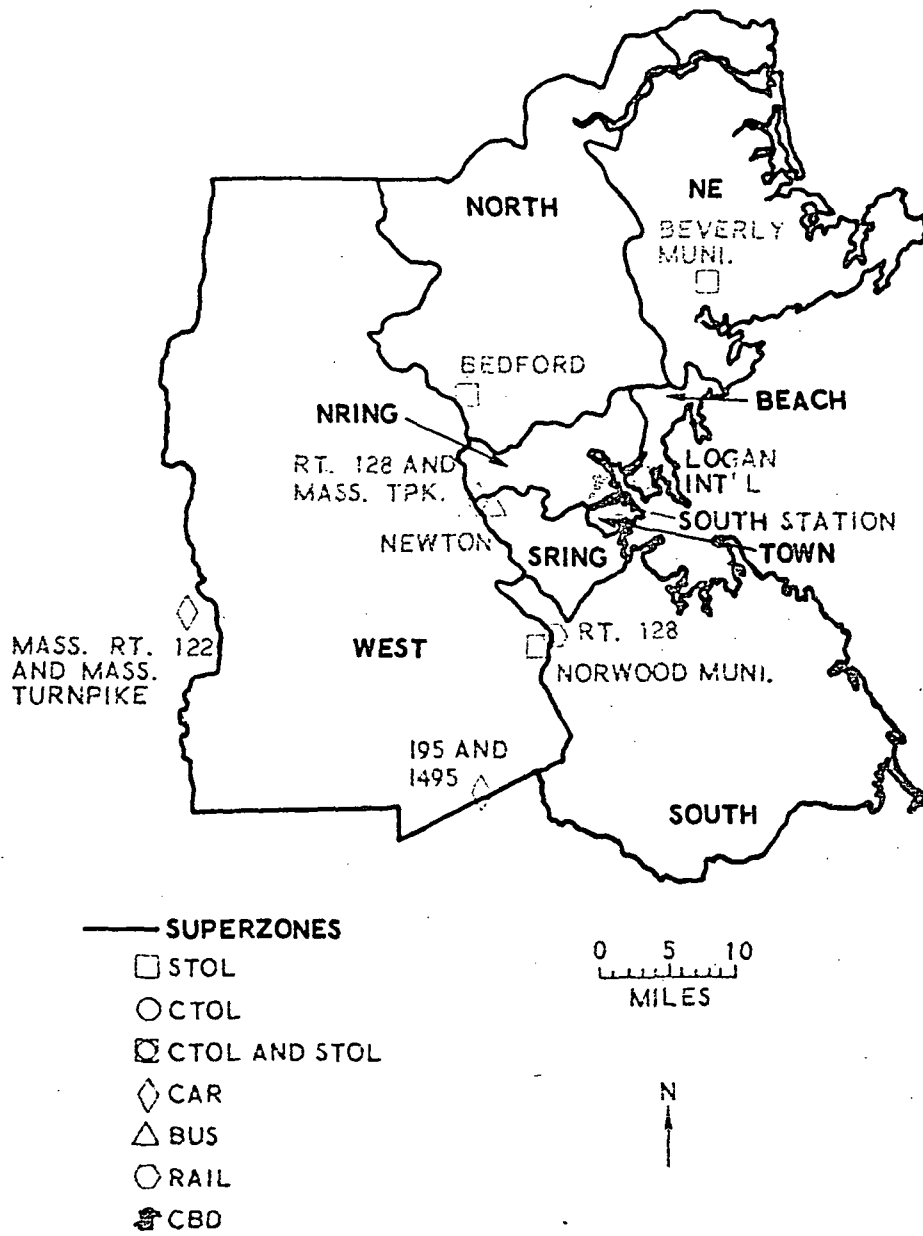 NORTH
NE
BEVERLY
MUNI.
BEDFORD
NRING
BEACH
RT. 128 AND
MASS. TPK.
LOGAN
INT'L
NEWTON
SOUTH STATION
SRING
TOWN
MASS. RT. 122
AND MASS.
TURNPIKE
WEST
RT. 128
NORWOOD MUNI.
I95 AND
I495
SOUTH
SUPERZONES
STOL
CTOL
CTOL AND STOL
CAR
BUS
RAIL
CBD
0 5 10
MILES
N